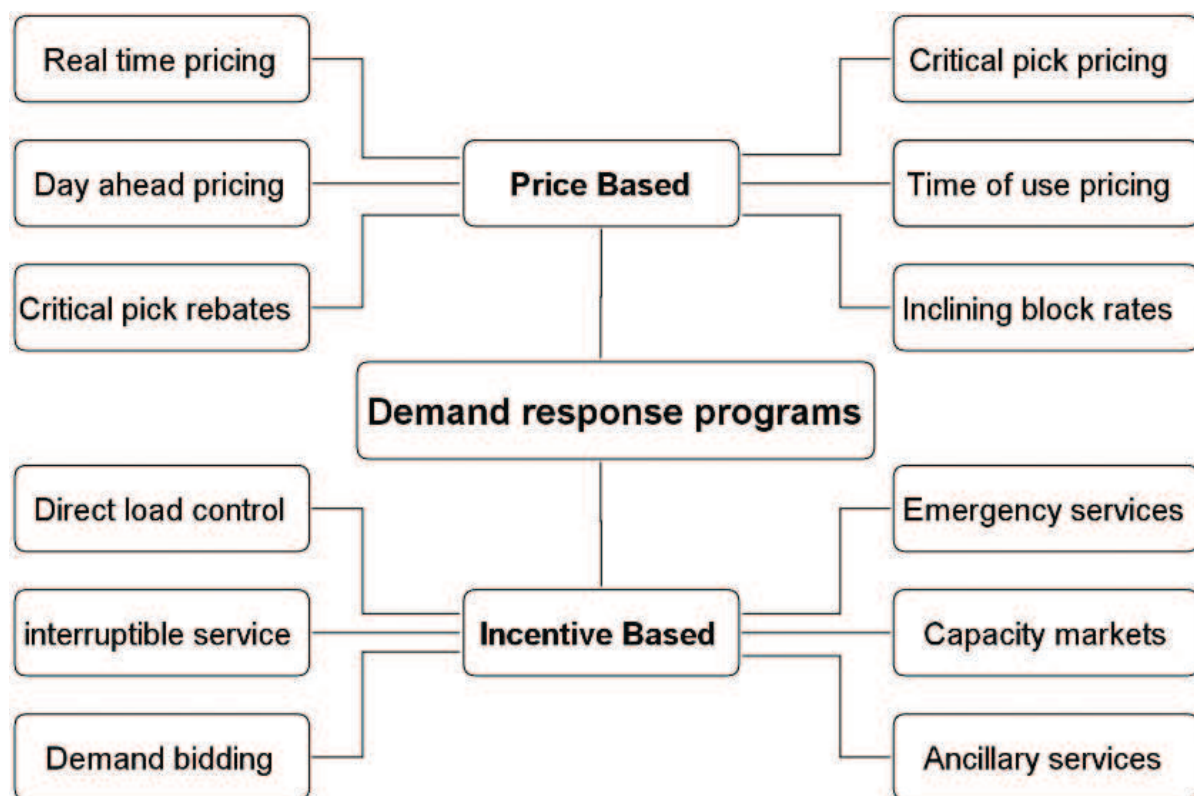 Real time pricing
Critical pick pricing
Day ahead pricing
Price Based
Time of use pricing
Critical pick rebates
Inclining block rates
Demand response programs
Direct load control
Emergency services
interruptible service
Incentive Based
Capacity markets
Demand bidding
Ancillary services